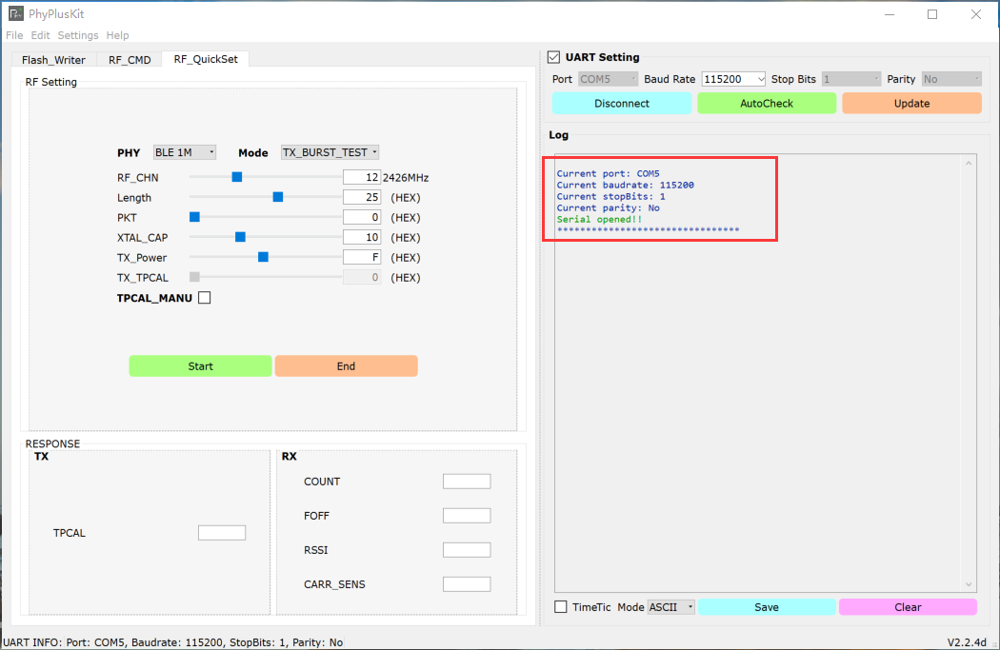 PhyPlusKit
File Edit Settings Help
Flash_Writer RF_CMD RF_QuickSet
RF Setting
PHY BLE 1M Mode TX_BURST_TEST
RF_CHN 12 2426MHz
Length 25 (HEX)
PKT 0 (HEX)
XTAL_CAP 10 (HEX)
TX_Power F (HEX)
TX_TPCAL 0 (HEX)
TPCAL_MANU
Start End
RESPONSE
TX
TPCAL
RX
COUNT
FOFF
RSSI
CARR_SENS
UART Setting
Port COM5 Baud Rate 115200 Stop Bits 1 Parity No
Disconnect AutoCheck Update
Log
Current port: COM5
Current baudrate: 115200
Current stopBits: 1
Current parity: No
Serial opened!!
********************************
TimeTic Mode ASCII Save Clear
UART INFO: Port: COM5, Baudrate: 115200, StopBits: 1, Parity: No
V2.2.4d